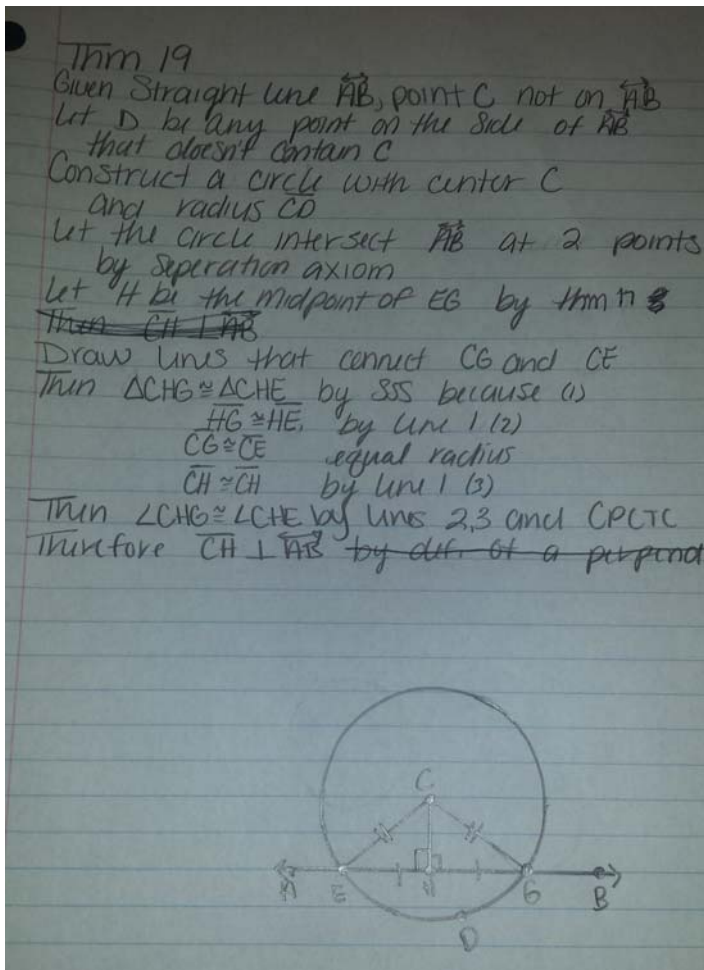 Thm 19
Given Straight line AB, point C not on AB
Let D be any point on the side of AB
that doesn't contain C
Construct a circle with center C
and radius CD
Let the circle intersect AB at 2 points
by seperation axiom
Let H be the midpoint of EG by thm
Then CH ⊥ AB
Draw lines that connect CG and CE
Then △CHG ≅ △CHE by SSS because (1)
HG ≅ HE, by line 1 (2)
CG ≅ CE equal radius
CH ≅ CH by line 1 (3)
Then ∠CHG ≅ ∠CHE by lines 2,3 and CPCTC
Therefore CH ⊥ AB by def. of a perpend
C
A E H G B
D